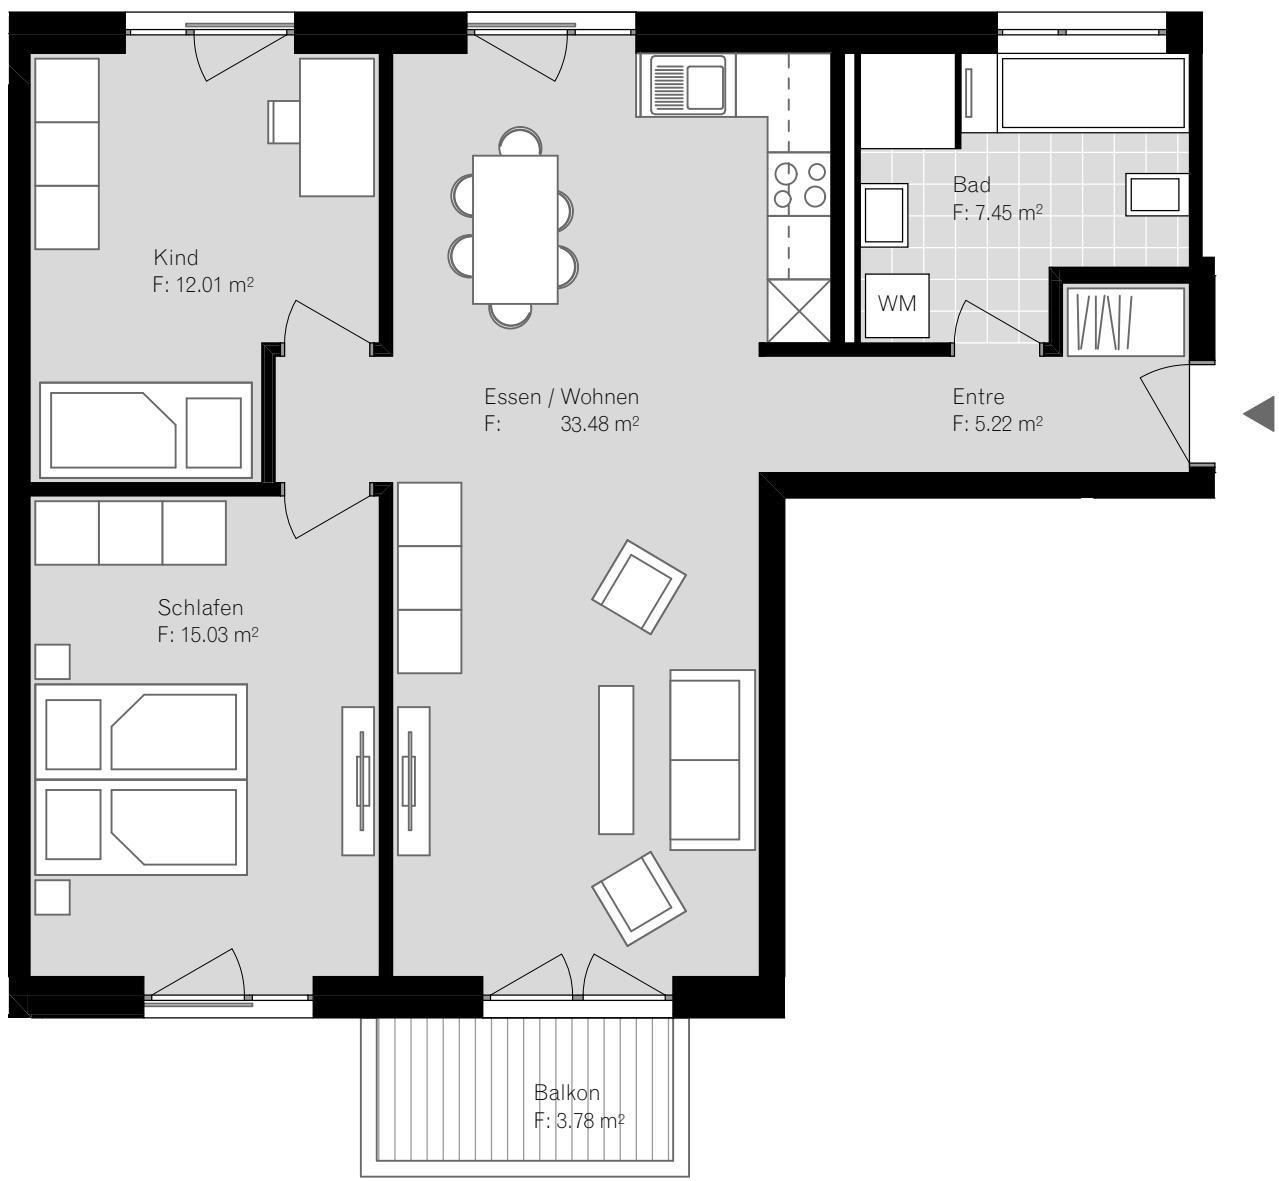 Kind
F: 12.01 m²
Bad
F: 7.45 m²
WM
Essen / Wohnen
F: 33.48 m²
Entre
F: 5.22 m²
Schlafen
F: 15.03 m²
Balkon
F: 3.78 m²